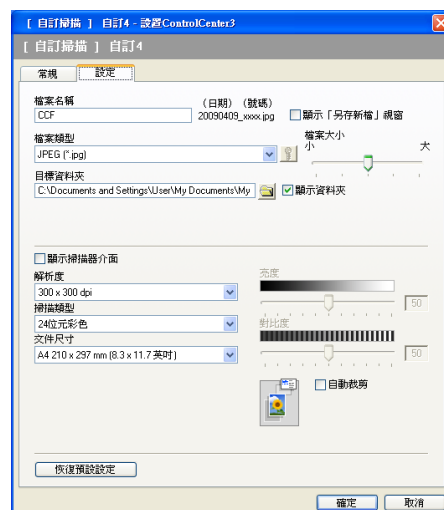 [ 自訂掃描 ] 自訂4 - 設置ControlCenter3
[ 自訂掃描 ] 自訂4
常規 設定
檔案名稱 (日期) (號碼)
CCF 20090409_xxxx.jpg 顯示「另存新檔」視窗
檔案類型 檔案大小
JPEG (*.jpg) 小 大
目標資料夾
C:\Documents and Settings\User\My Documents\My 顯示資料夾
顯示掃描器介面
解析度 亮度
300 x 300 dpi 50
掃描類型 對比度
24位元彩色
文件尺寸
A4 210 x 297 mm (8.3 x 11.7 英吋) 50
自動裁剪
恢復預設設定
確定 取消